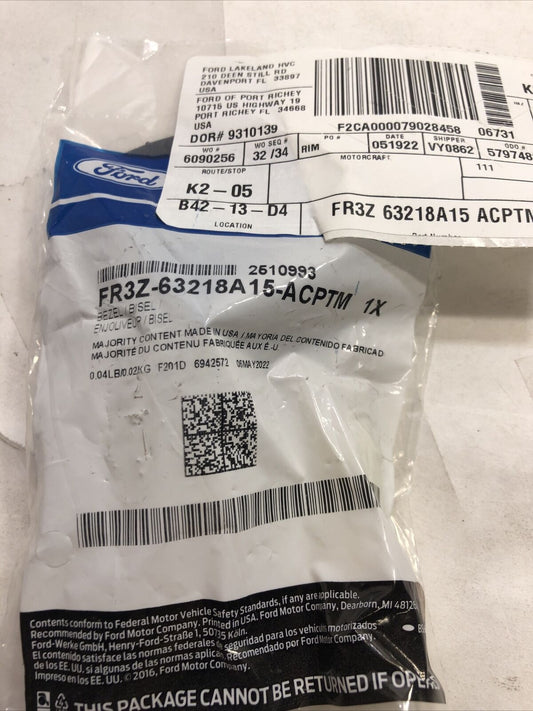 FORD LAKELAND HVC
210 DEEN STILL RD
DAVENPORT FL 33897
USA
FORD OF PORT RICHEY
10715 US HIGHWAY 19
PORT RICHEY FL 34668
USA
DOR# 9310139
F2CA000079028458 06731
WO # WO SEQ # PO # DATE SHIPPER ODO. #
6090256 32/34 RIM 051922 VY0862 579748
ROUTE/STOP MOTORCRAFT 111
K2-05
B42-13-D4
LOCATION
FR3Z 63218A15 ACPTM
Part Number
Ford
2510993
FR3Z-63218A15-ACPTM 1X
BEZEL / BISEL /
ENJOLIVEUR / BISEL
MAJORITY CONTENT MADE IN USA / MAYORIA DEL CONTENIDO FABRICAD
MAJORITÉ DU CONTENU FABRIQUÉE AUX É-U
0.04LB/0.02KG F201D 6942572 06MAY2022
Contents conform to Federal Motor Vehicle Safety Standards, if any are applicable.
Recommended by Ford Motor Company. Printed in USA. Ford Motor Company, Dearborn, MI 48126
Ford-Werke GmbH, Henry-Ford-Straße 1, 50735 Köln.
El contenido satisface las normas federales de seguridad para los vehículos motorizados
de los EE. UU. si algunas de las normas aplican. Recomendado por Ford Motor Company.
Impreso en los EE. UU. © 2016, Ford Motor Company.
THIS PACKAGE CANNOT BE RETURNED IF OPEN